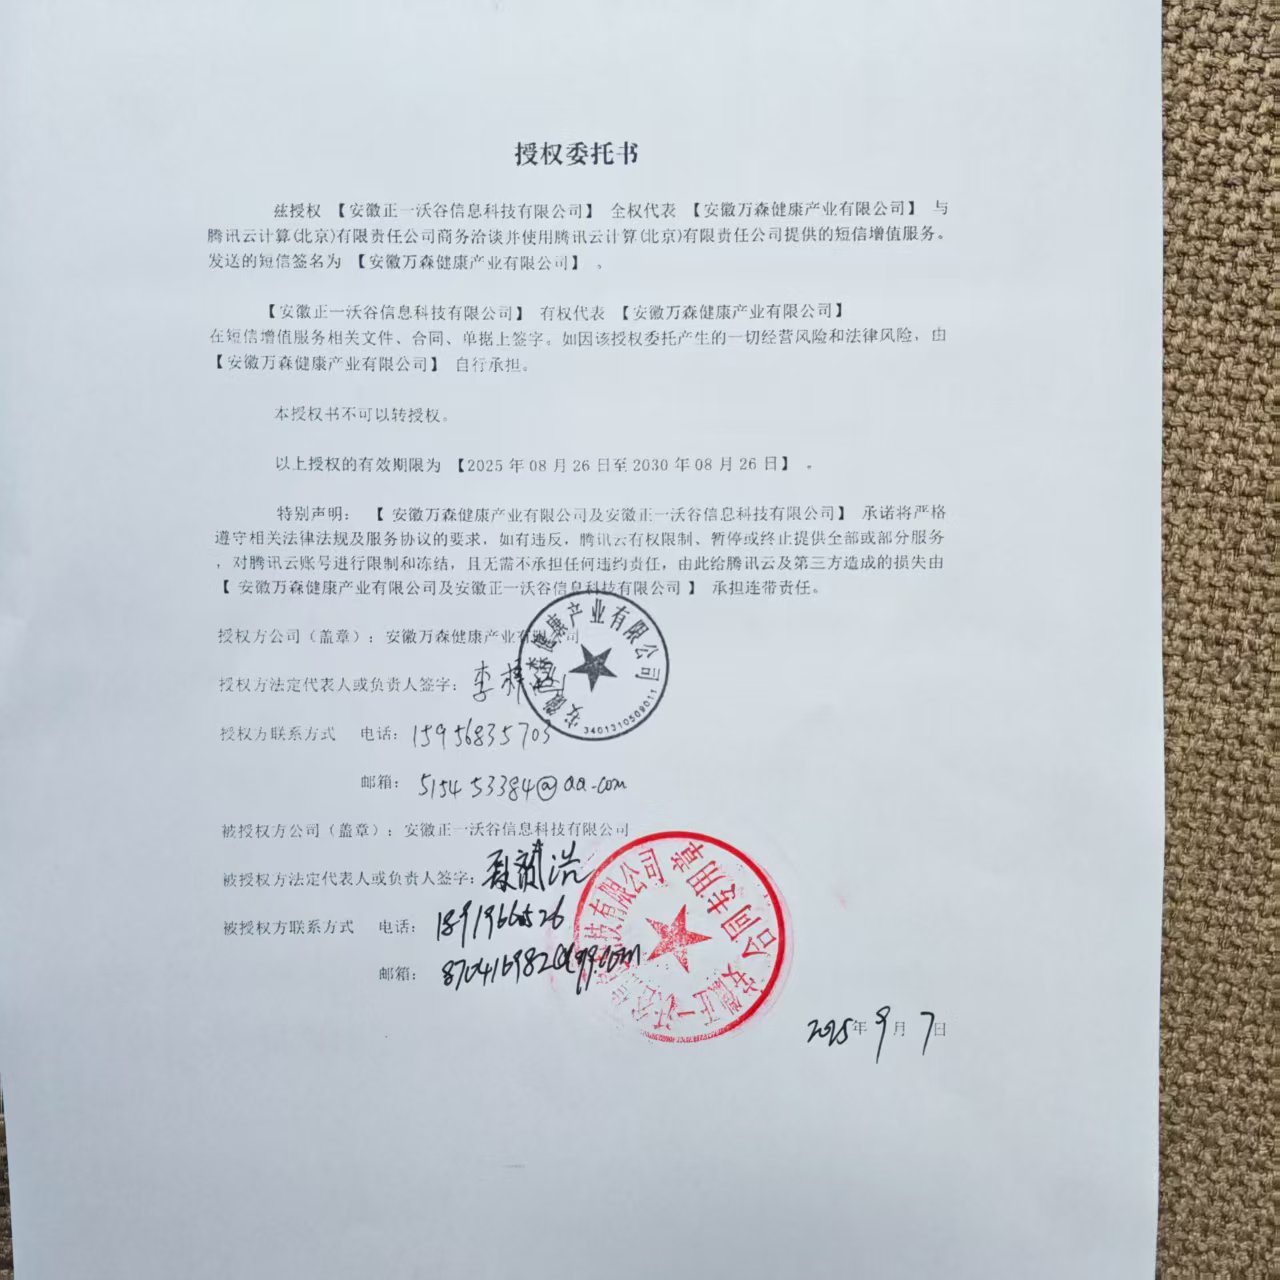 授权委托书
兹授权 【安徽正一沃谷信息科技有限公司】 全权代表 【安徽万森健康产业有限公司】 与
腾讯云计算(北京)有限责任公司商务洽谈并使用腾讯云计算(北京)有限责任公司提供的短信增值服务。
发送的短信签名为 【安徽万森健康产业有限公司】 。
【安徽正一沃谷信息科技有限公司】 有权代表 【安徽万森健康产业有限公司】
在短信增值服务相关文件、合同、单据上签字。如因该授权委托产生的一切经营风险和法律风险，由
【安徽万森健康产业有限公司】 自行承担。
本授权书不可以转授权。
以上授权的有效期限为 【2025 年 08 月 26 日至 2030 年 08 月 26 日】 。
特别声明： 【 安徽万森健康产业有限公司及安徽正一沃谷信息科技有限公司】 承诺将严格
遵守相关法律法规及服务协议的要求，如有违反，腾讯云有权限制、暂停或终止提供全部或部分服务
，对腾讯云账号进行限制和冻结，且无需不承担任何违约责任，由此给腾讯云及第三方造成的损失由
【 安徽万森健康产业有限公司及安徽正一沃谷信息科技有限公司 】 承担连带责任。
授权方公司（盖章）：安徽万森健康产业有限公司
安徽万森健康产业有限公司
3401310509011
授权方法定代表人或负责人签字： 李
授权方联系方式 电话： 15956835703
邮箱： 515453384@qq.com
被授权方公司（盖章）：安徽正一沃谷信息科技有限公司
被授权方法定代表人或负责人签字：
被授权方联系方式 电话：
邮箱： 870416982@qq.com
安徽正一沃谷信息科技有限公司
合同专用章
2025年 9月 7日